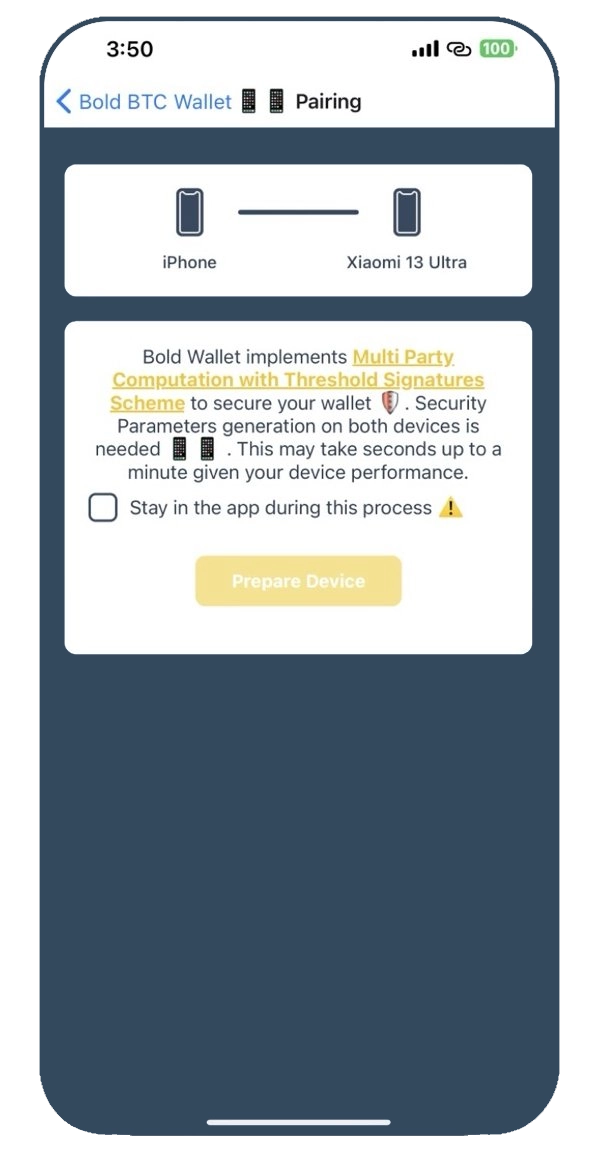 3:50
100
Bold BTC Wallet 📱 📱 Pairing
iPhone
Xiaomi 13 Ultra
Bold Wallet implements Multi Party
Computation with Threshold Signatures
Scheme to secure your wallet 🛡️. Security
Parameters generation on both devices is
needed 📱 📱 . This may take seconds up to a
minute given your device performance.
Stay in the app during this process ⚠️
Prepare Device